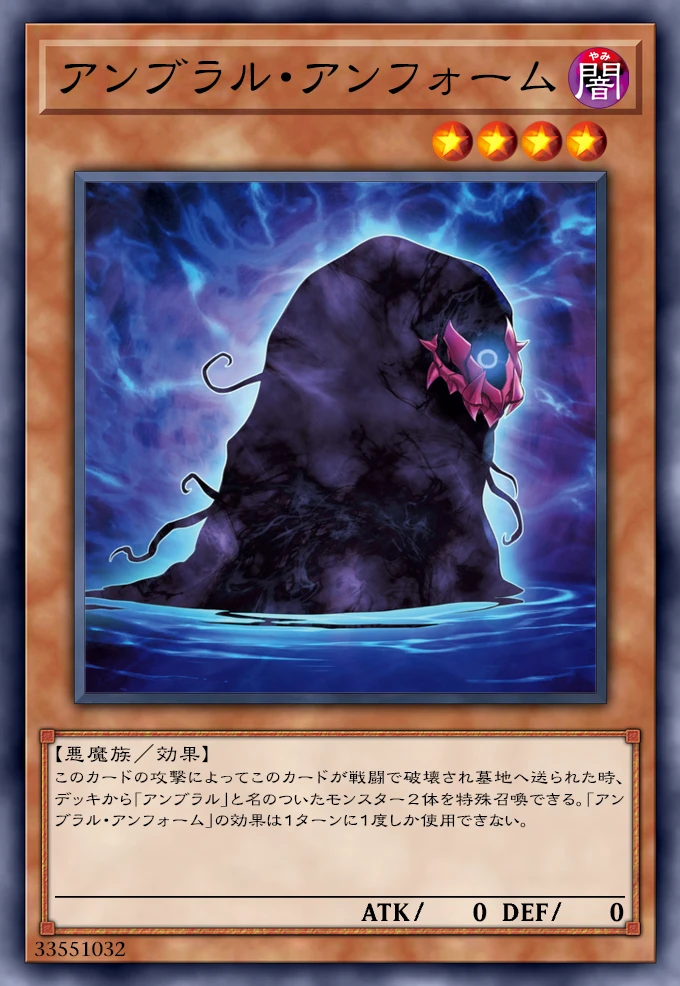 アンブラル・アンフォーム
やみ
闇
【悪魔族／効果】
このカードの攻撃によってこのカードが戦闘で破壊され墓地へ送られた時、
デッキから「アンブラル」と名のついたモンスター２体を特殊召喚できる。「アン
ブラル・アンフォーム」の効果は１ターンに１度しか使用できない。
ATK/ 0 DEF/ 0
33551032